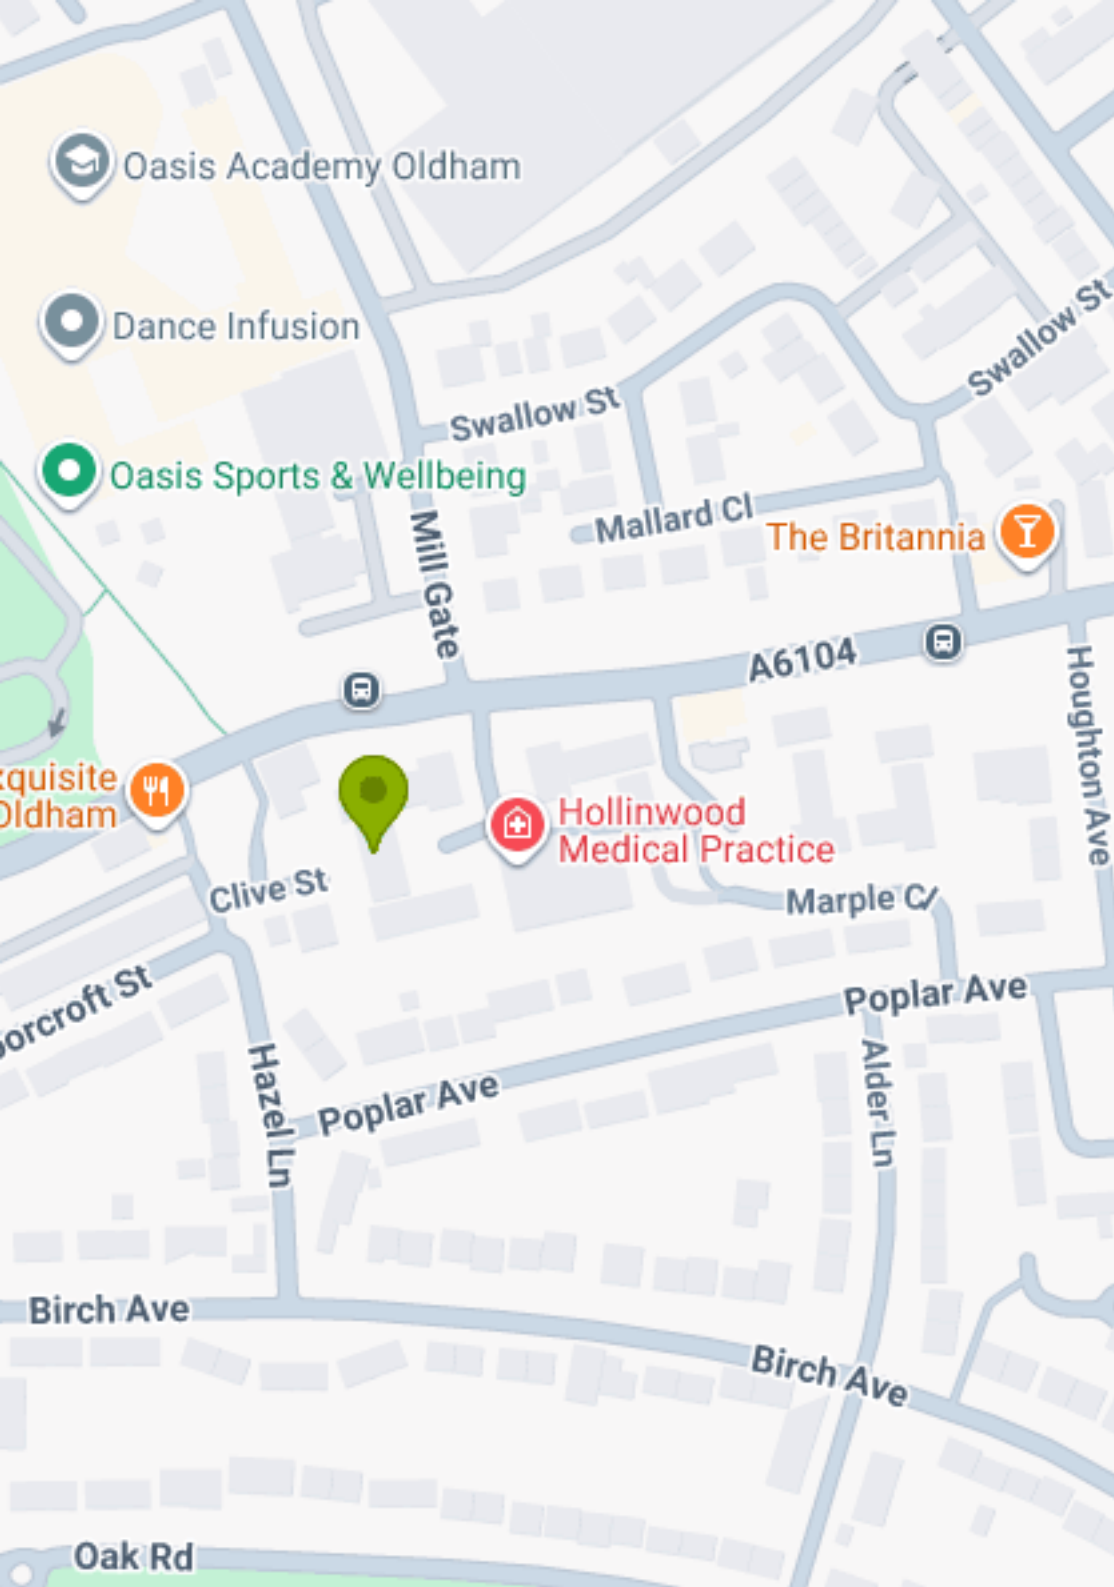 Oasis Academy Oldham
Dance Infusion
Swallow St
Swallow St
Oasis Sports & Wellbeing
Mallard Cl
The Britannia
Mill Gate
A6104
Houghton Ave
xquisite
Oldham
Hollinwood
Medical Practice
Clive St
Marple C
orcroft St
Poplar Ave
Hazel Ln
Poplar Ave
Alder Ln
Birch Ave
Birch Ave
Oak Rd